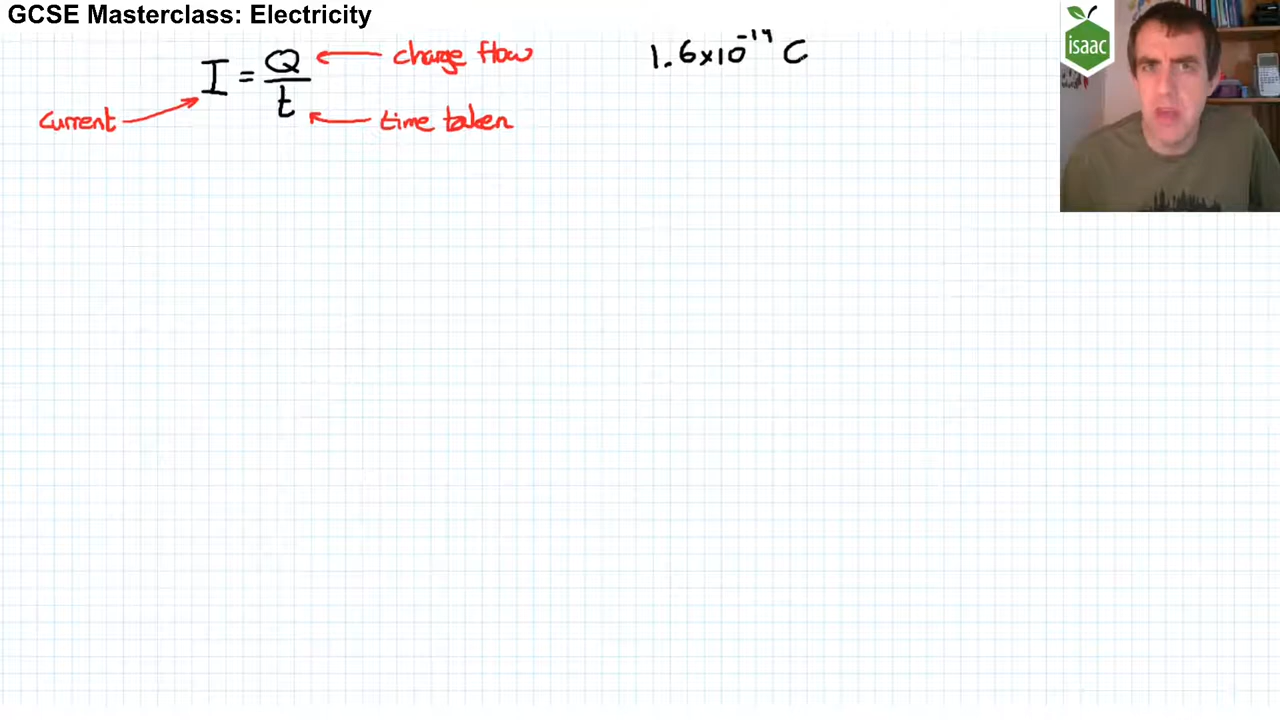 GCSE Masterclass: Electricity
I = Q/t
charge flow
current
time taken
1.6x10⁻¹⁹ C
isaac